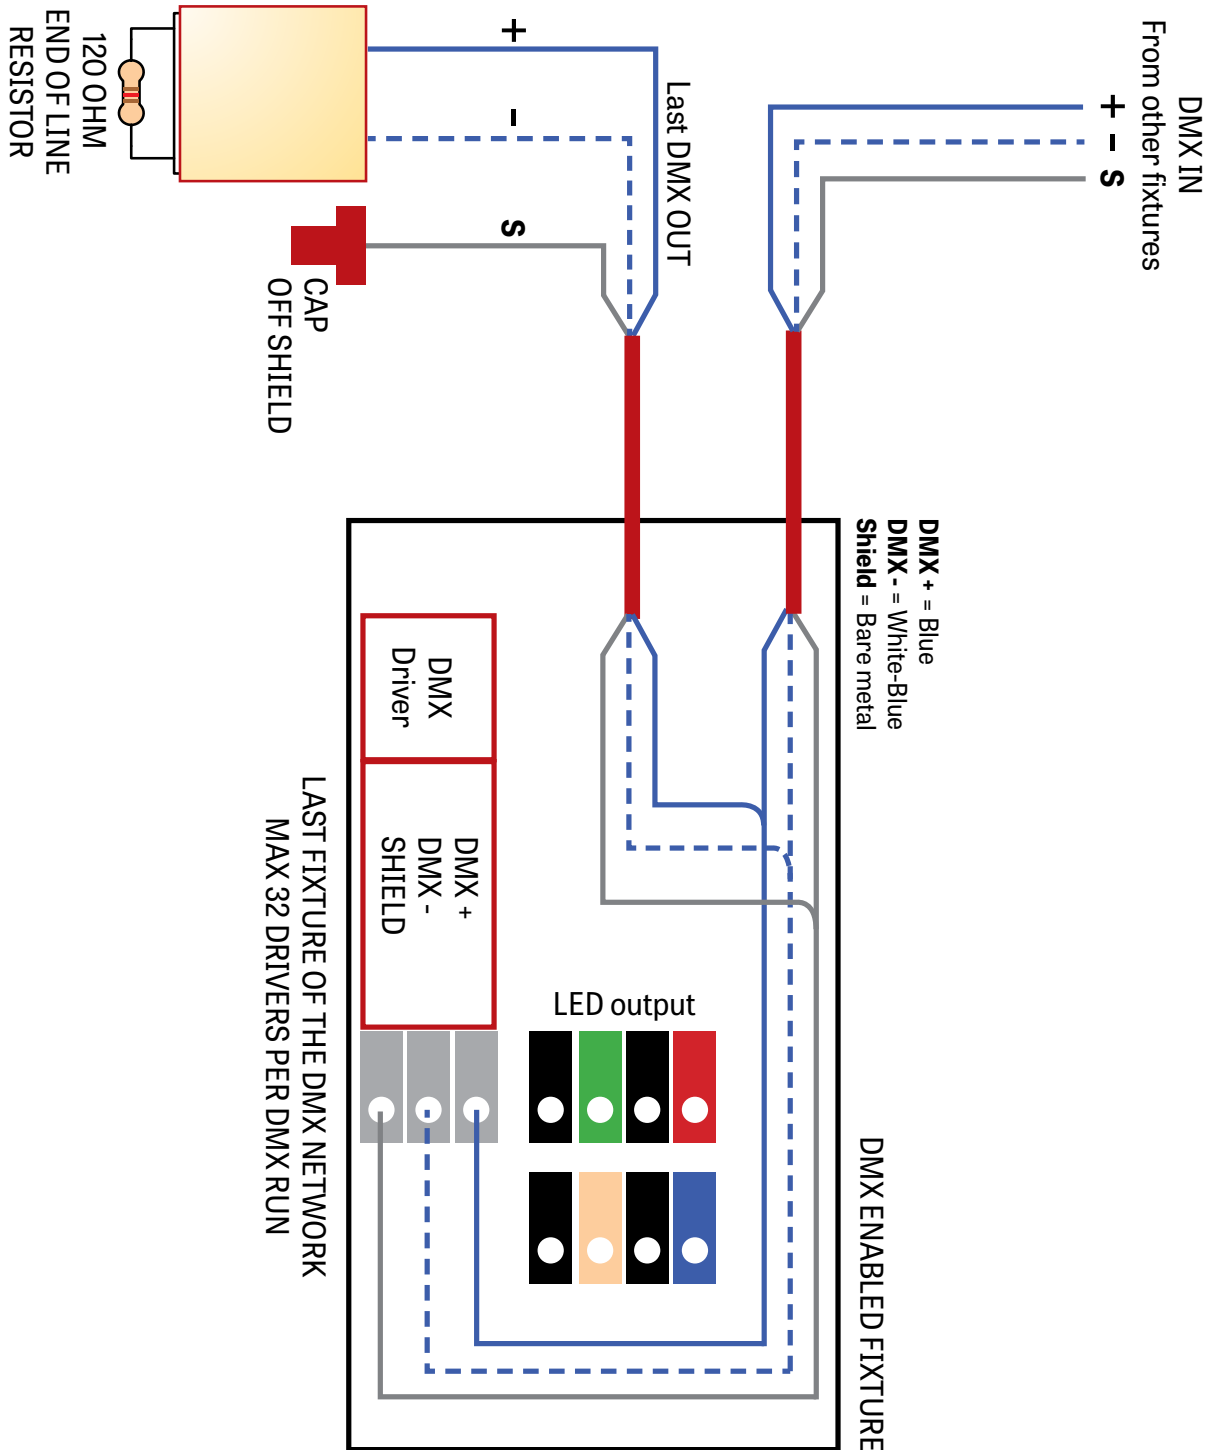 DMX IN
From other fixtures
+
-
S
Last DMX OUT
+
-
S
120 OHM
END OF LINE
RESISTOR
CAP
OFF SHIELD
DMX + = Blue
DMX - = White-Blue
Shield = Bare metal
DMX ENABLED FIXTURE
LED output
DMX
Driver
DMX +
DMX -
SHIELD
LAST FIXTURE OF THE DMX NETWORK
MAX 32 DRIVERS PER DMX RUN